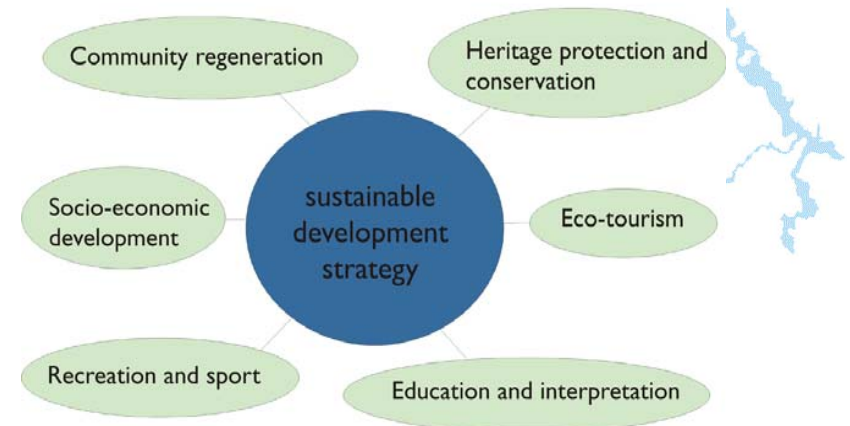 Community regeneration
Heritage protection and
conservation
Socio-economic
development
sustainable
development
strategy
Eco-tourism
Recreation and sport
Education and interpretation